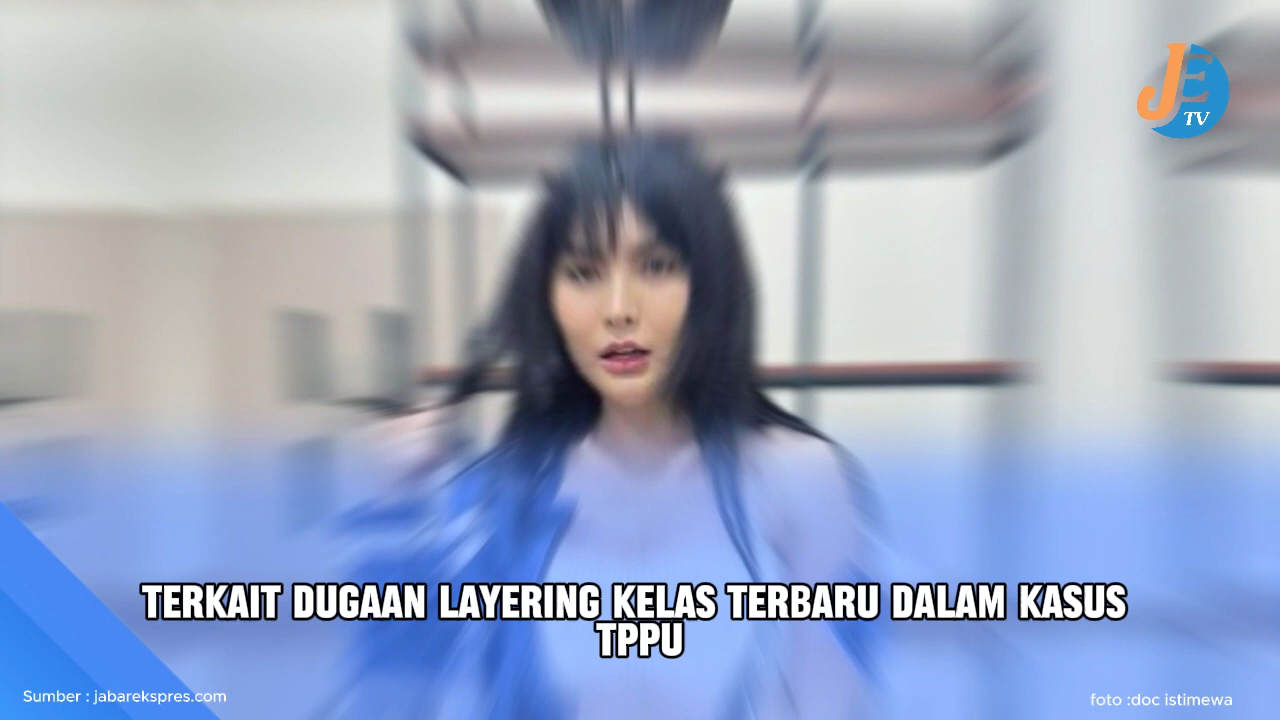 JE
TV
TERKAIT DUGAAN LAYERING KELAS TERBARU DALAM KASUS
TPPU
Sumber : jabarekspres.com
foto :doc istimewa